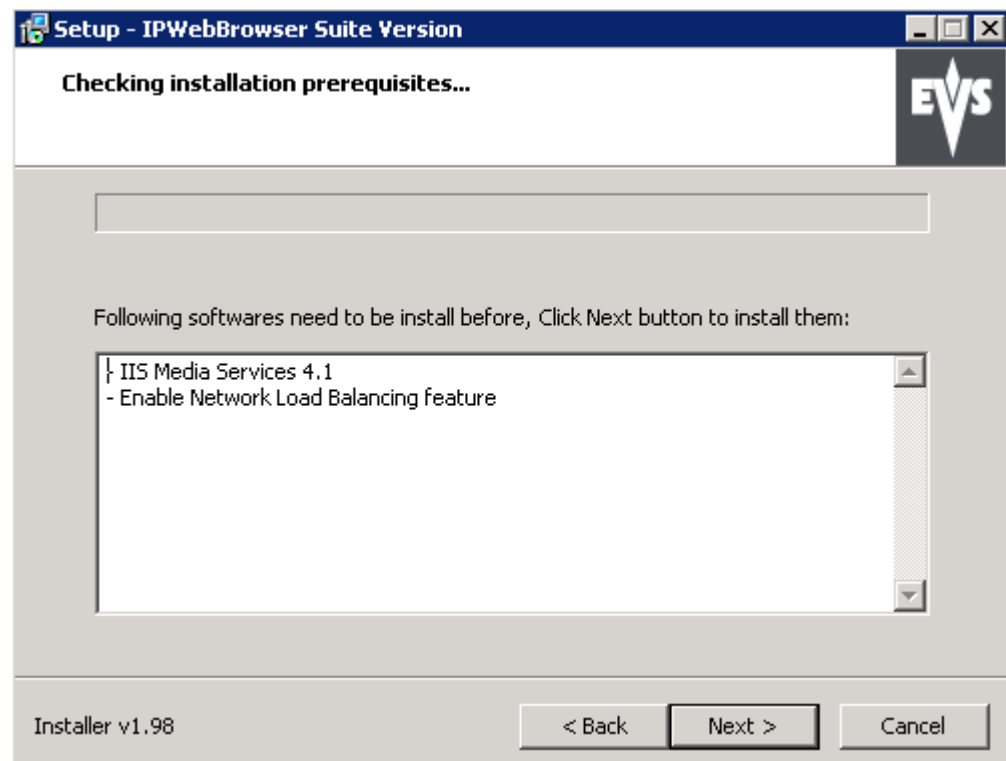 Setup - IPWebBrowser Suite Version
Checking installation prerequisites...
EVS
Following softwares need to be install before, Click Next button to install them:
- IIS Media Services 4.1
- Enable Network Load Balancing feature
Installer v1.98
< Back
Next >
Cancel